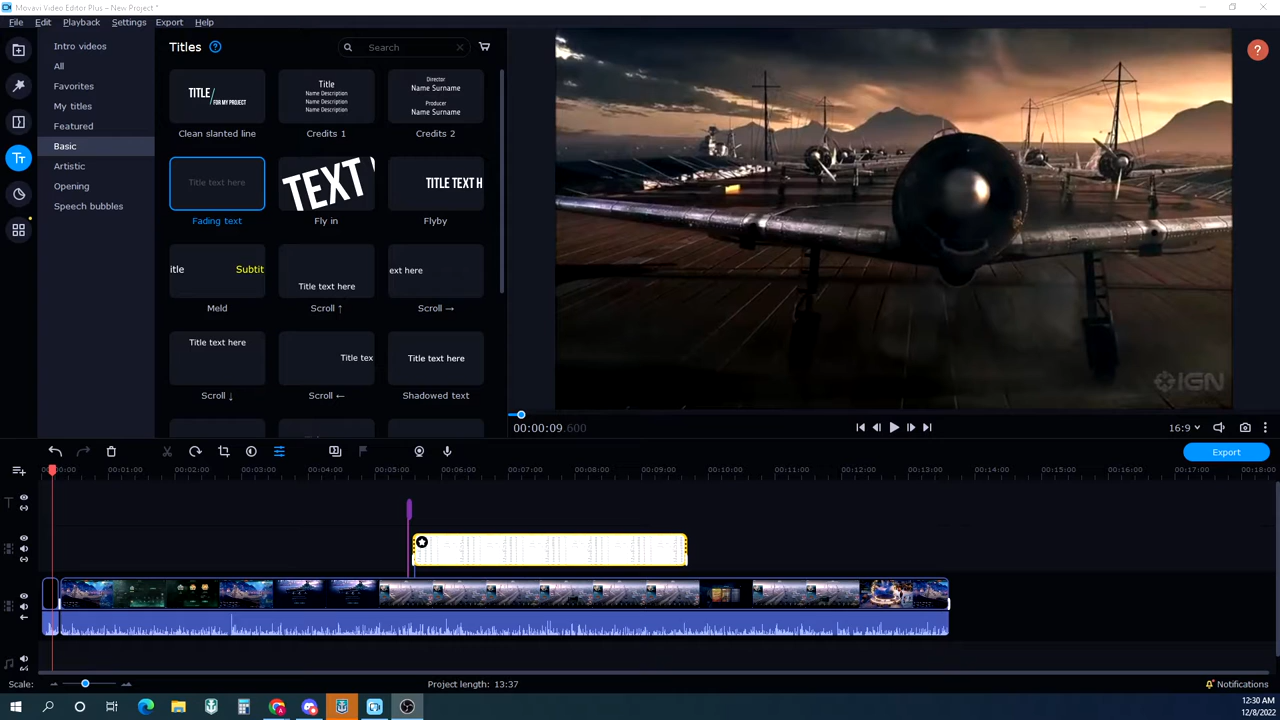 Movavi Video Editor Plus – New Project *
File Edit Playback Settings Export Help
Intro videos
All
Favorites
My titles
Featured
Basic
Artistic
Opening
Speech bubbles
Titles ?
Search
TITLE/FOR MY PROJECT
Clean slanted line
Title
Name Description
Name Description
Name Description
Credits 1
Director
Name Surname
Producer
Name Surname
Credits 2
Title text here
Fading text
TEXT
Fly in
TITLE TEXT H
Flyby
itle Subtit
Meld
Title text here
Scroll ↑
ext here
Scroll →
Title text here
Scroll ↓
Title tex
Scroll ←
Title text here
Shadowed text
IGN
?
00:00:09.600
16:9
Export
00:01:00 00:02:00 00:03:00 00:04:00 00:05:00 00:06:00 00:07:00 00:08:00 00:09:00 00:10:00 00:11:00 00:12:00 00:13:00 00:14:00 00:15:00 00:16:00 00:17:00 00:18:00
Scale:
Project length: 13:37
Notifications
12:30 AM
12/8/2022